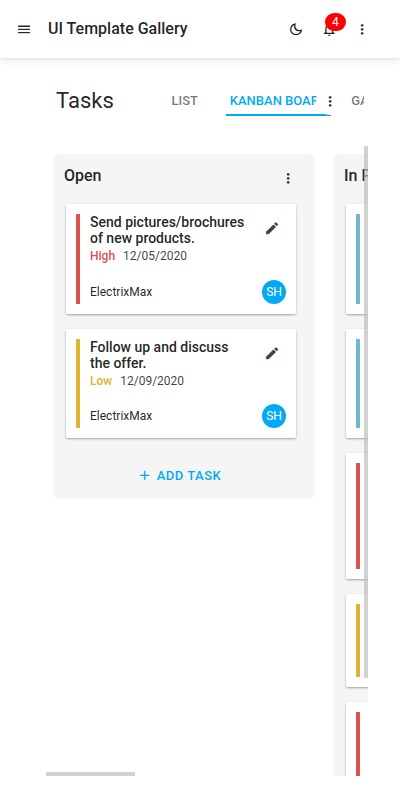 UI Template Gallery
4
Tasks
LIST
KANBAN BOAR
GA
Open
In P
Send pictures/brochures
of new products.
High 12/05/2020
ElectrixMax
SH
Follow up and discuss
the offer.
Low 12/09/2020
ElectrixMax
SH
+ ADD TASK